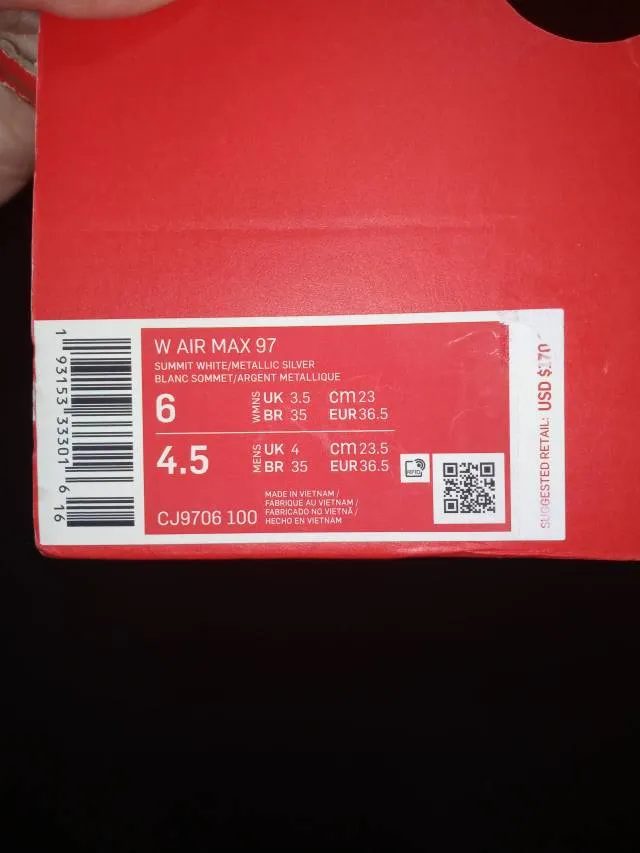 W AIR MAX 97
SUMMIT WHITE/METALLIC SILVER
BLANC SOMMET/ARGENT METALLIQUE
6 WMNS UK 3.5 cm 23
BR 35 EUR 36.5
4.5 MENS UK 4 cm 23.5
BR 35 EUR 36.5
RFID
CJ9706 100
MADE IN VIETNAM /
FABRIQUE AU VIETNAM /
FABRICADO NO VIETNÃ /
HECHO EN VIETNAM
1 93153 33301 6 16
SUGGESTED RETAIL: USD $170